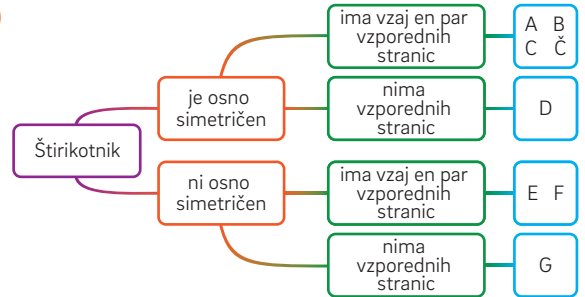 Štirikotnik
je osno
simetričen
ima vzaj en par
vzporednih
stranic
A B
C Č
nima
vzporednih
stranic
D
ni osno
simetričen
ima vzaj en par
vzporednih
stranic
E F
nima
vzporednih
stranic
G